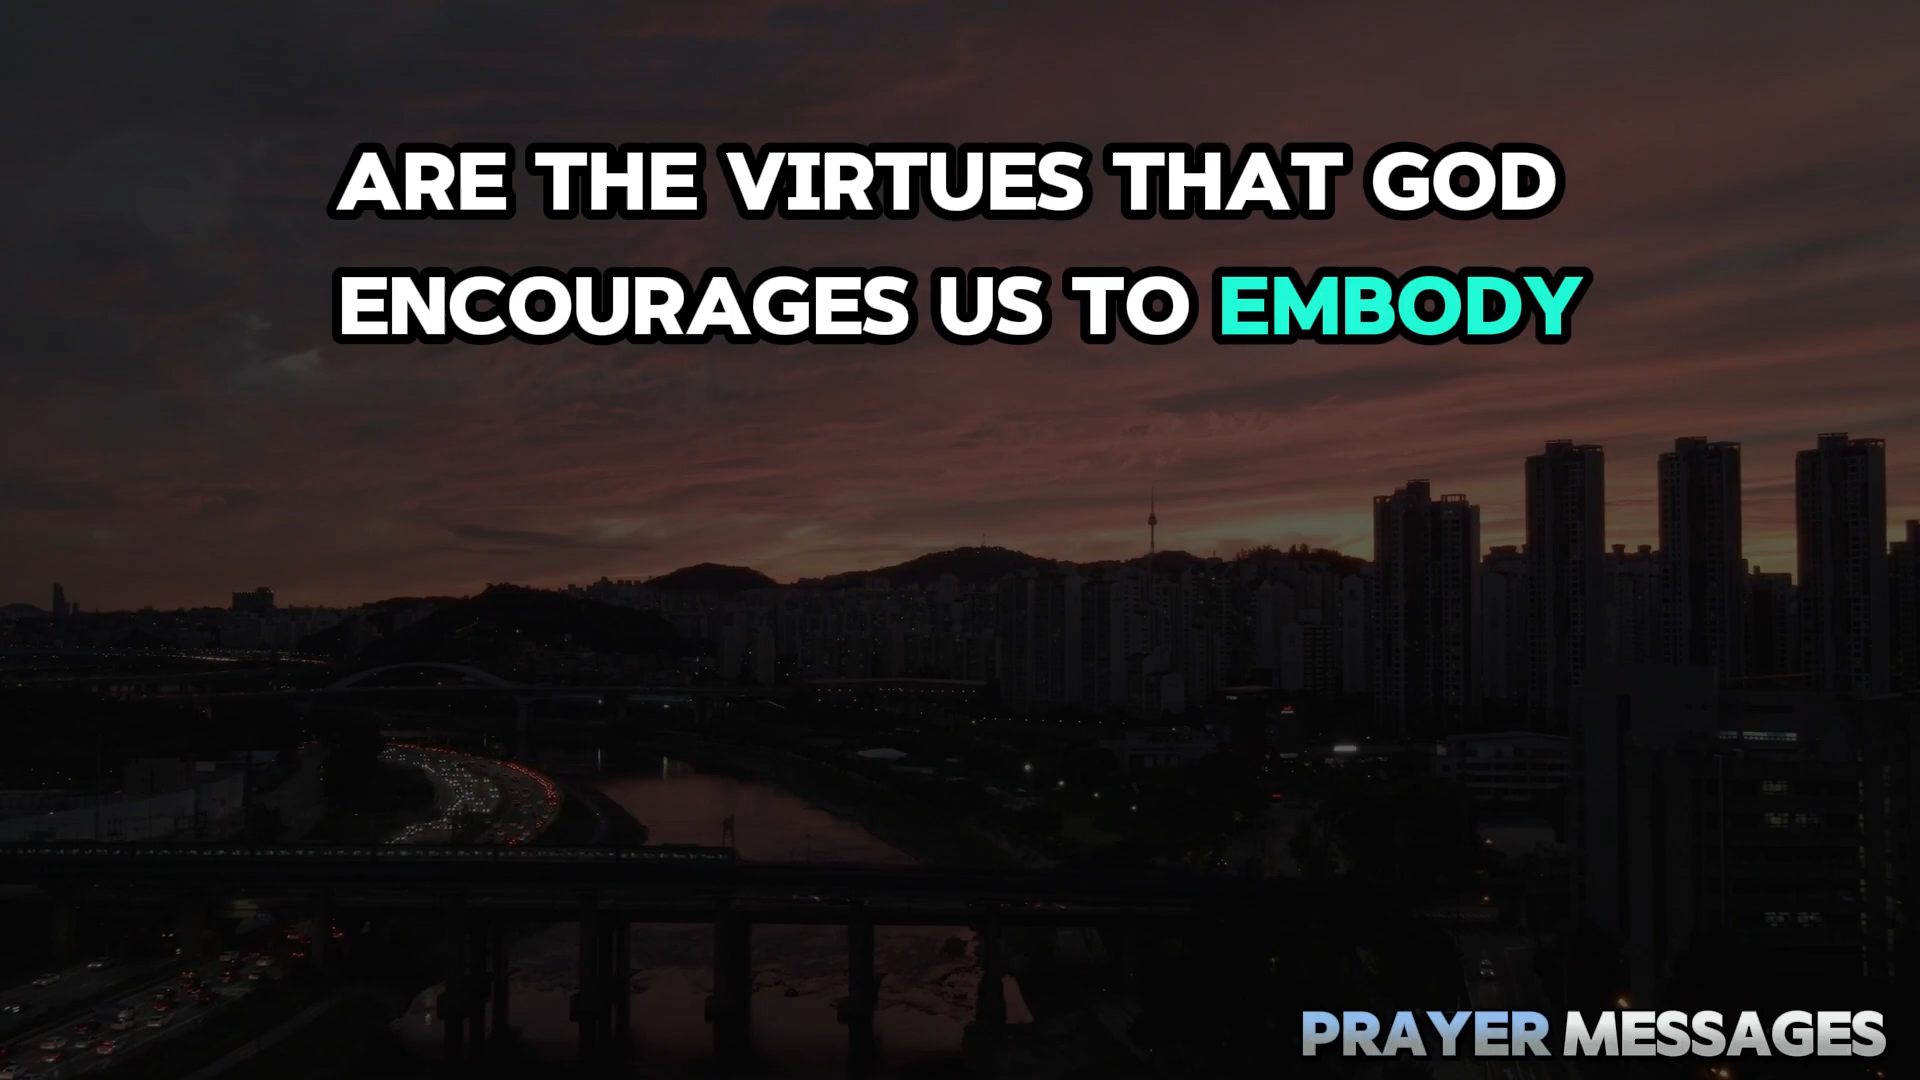 ARE THE VIRTUES THAT GOD
ENCOURAGES US TO EMBODY
PRAYER MESSAGES